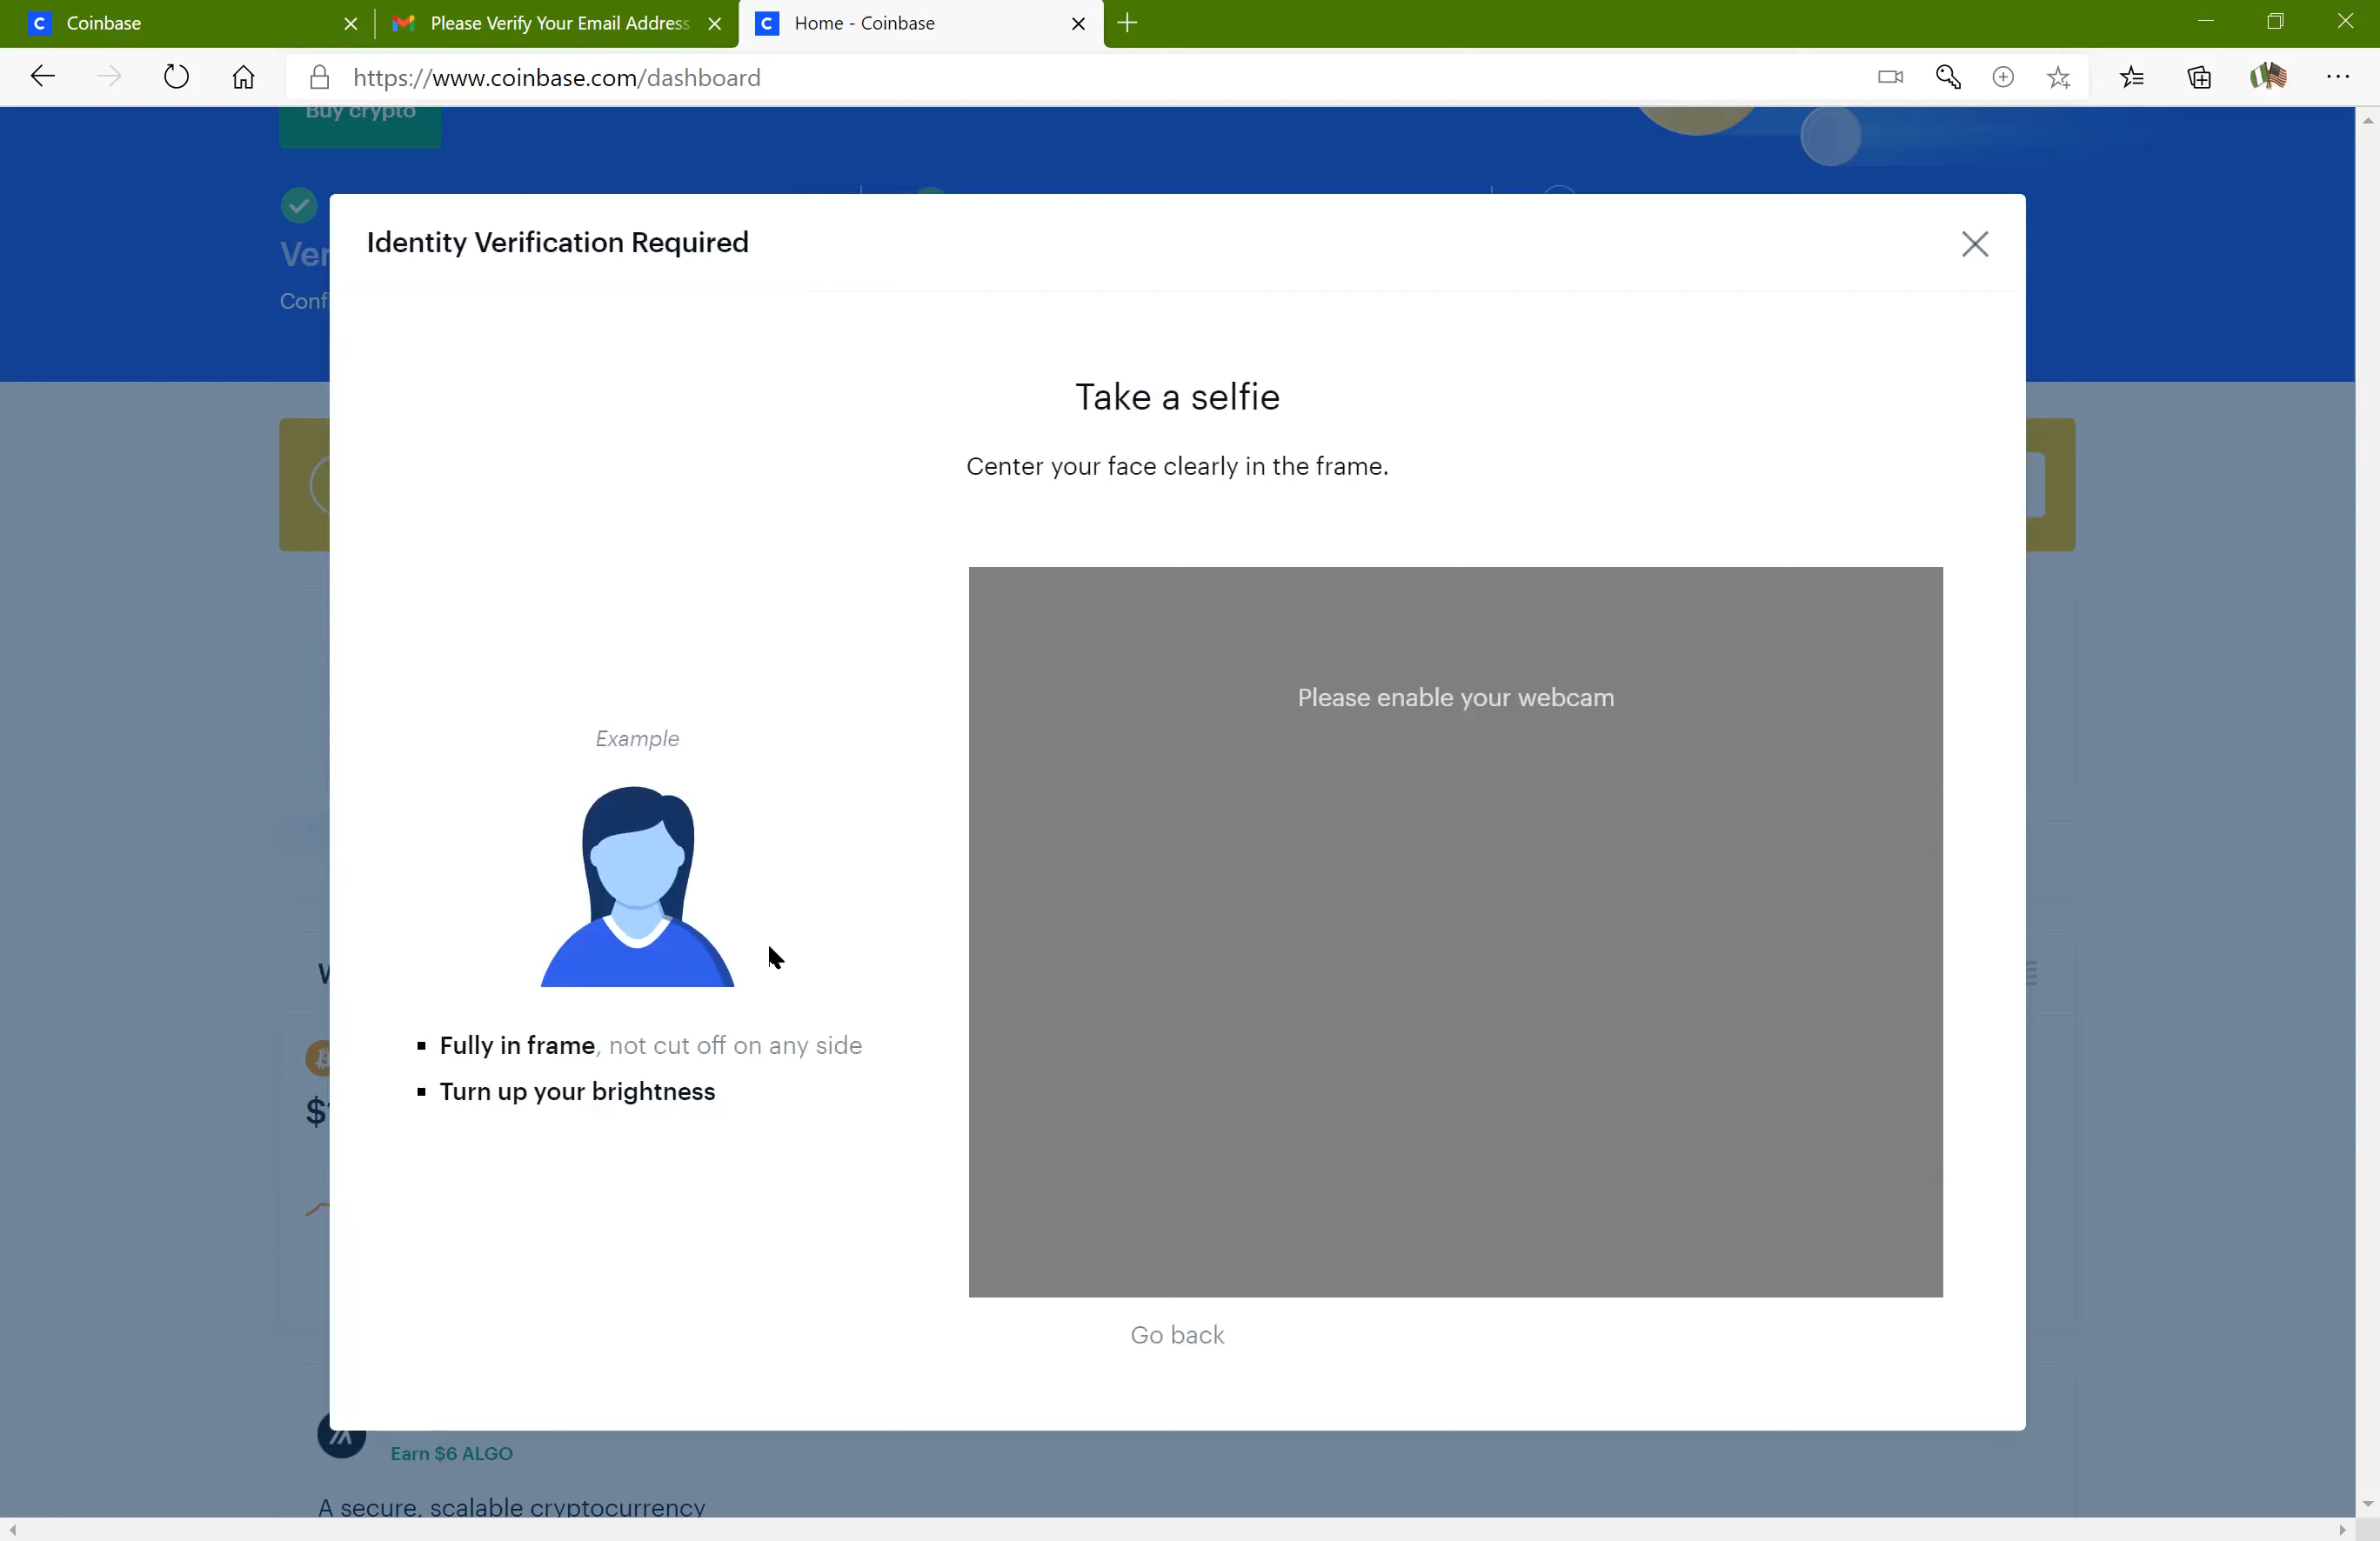 Coinbase
Please Verify Your Email Address
Home - Coinbase
https://www.coinbase.com/dashboard
Buy crypto
Identity Verification Required
Take a selfie
Center your face clearly in the frame.
Please enable your webcam
Example
Fully in frame, not cut off on any side
Turn up your brightness
Go back
Earn $6 ALGO
A secure, scalable cryptocurrency